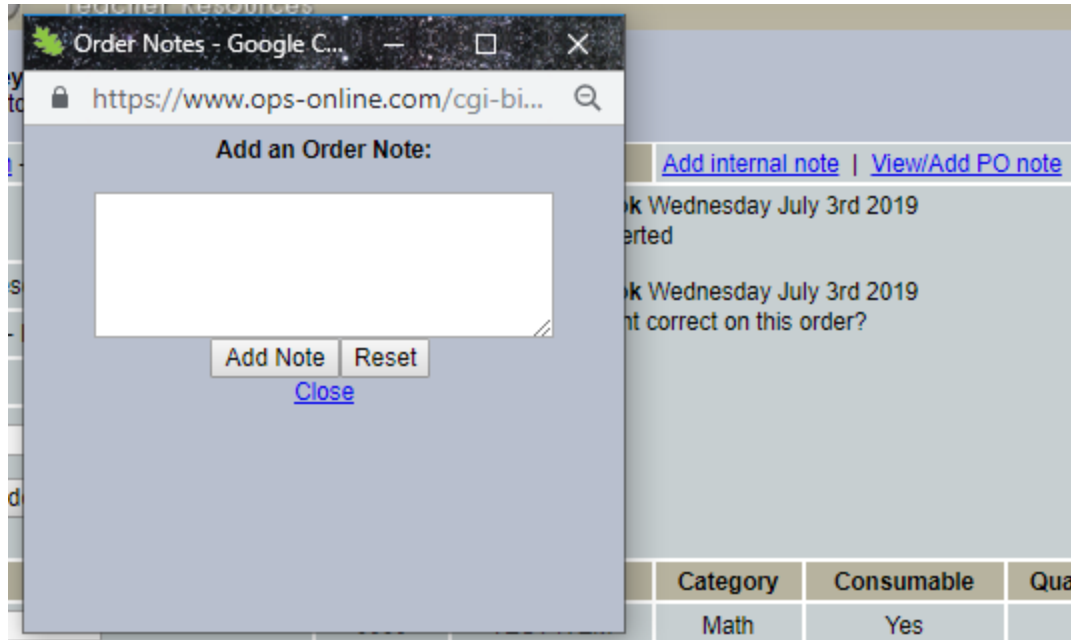 Teacher Resources
Order Notes - Google C...
https://www.ops-online.com/cgi-bi...
Add an Order Note:
Add internal note | View/Add PO note
Wednesday July 3rd 2019
Wednesday July 3rd 2019
correct on this order?
Add Note Reset
Close
Category Consumable
Math Yes